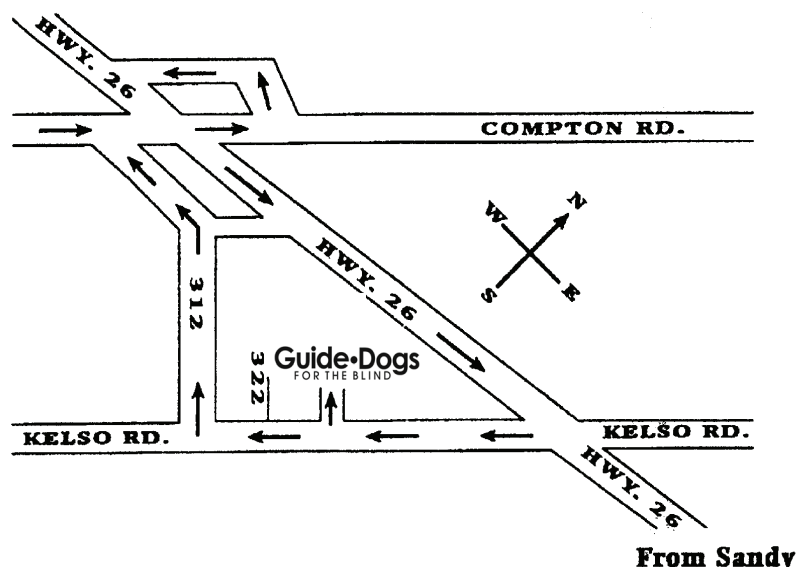 HWY. 26
COMPTON RD.
N
W
S
E
HWY. 26
312
322
Guide•Dogs
FOR THE BLIND
KELSO RD.
KELSO RD.
HWY. 26
From Sandy